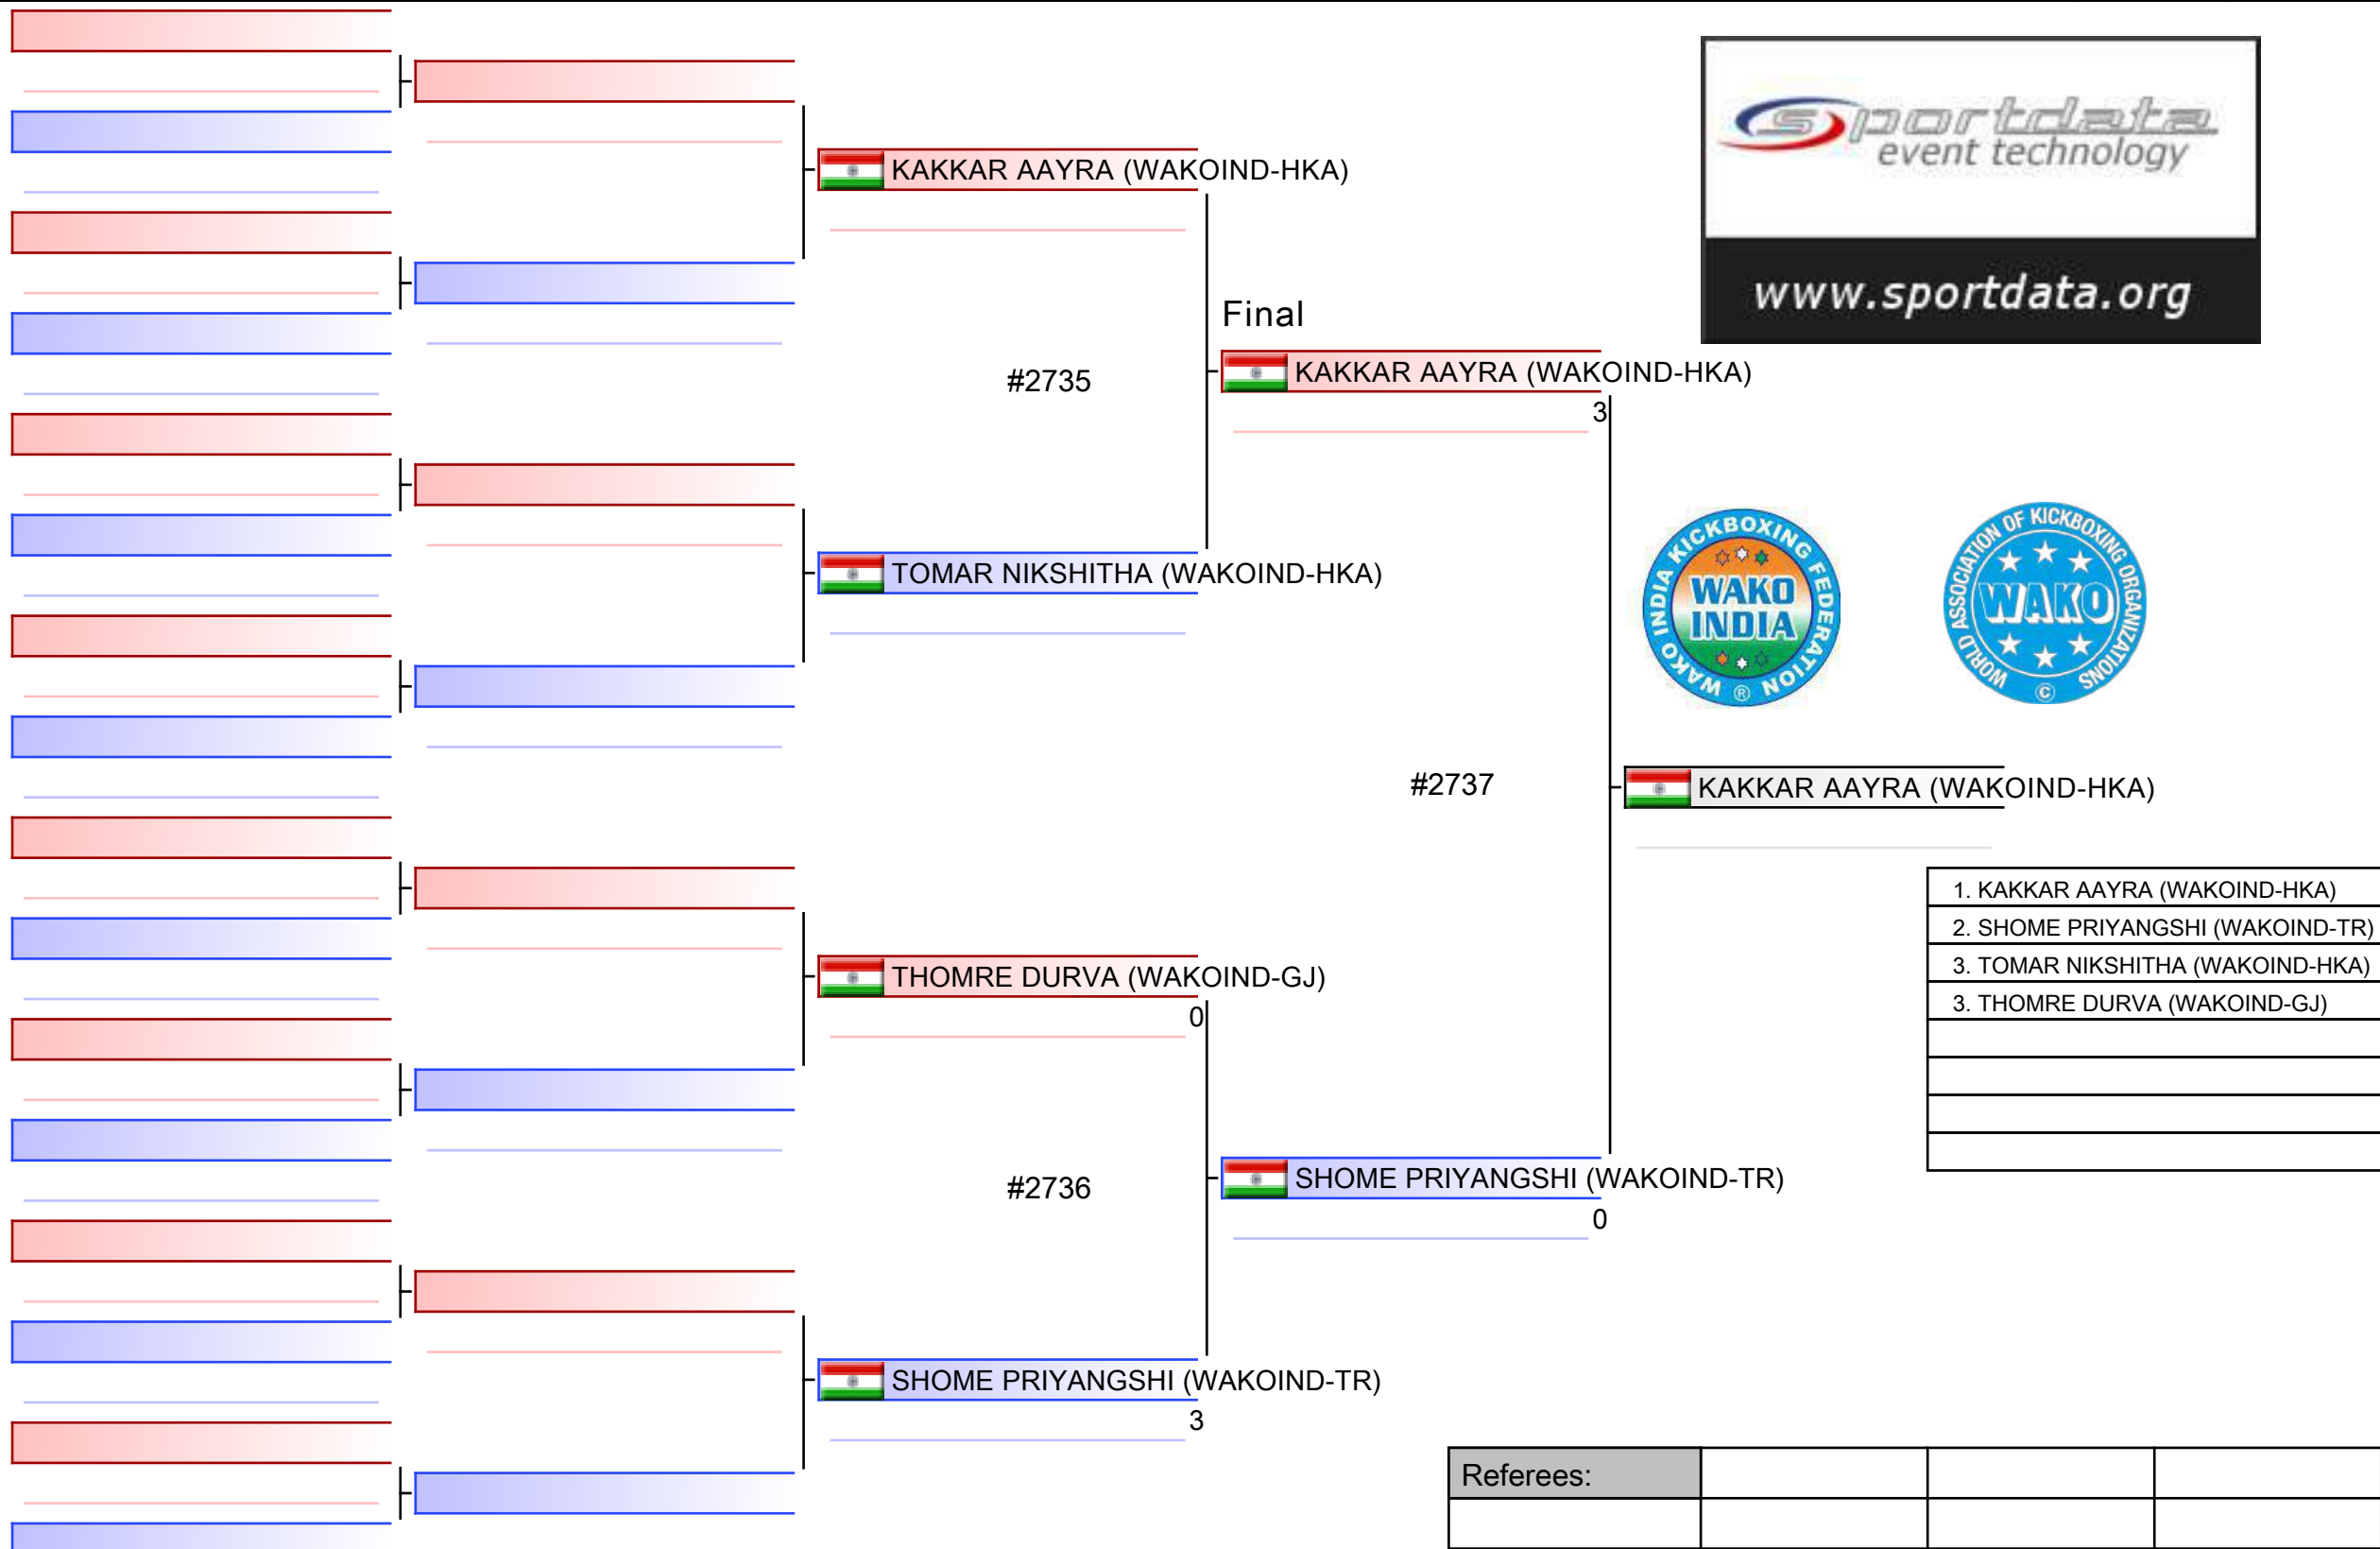 sportdata
event technology
www.sportdata.org
KAKKAR AAYRA (WAKOIND-HKA)
Final
#2735
KAKKAR AAYRA (WAKOIND-HKA)
3
TOMAR NIKSHITHA (WAKOIND-HKA)
WAKO INDIA KICKBOXING FEDERATION
WAKO
INDIA
®
WORLD ASSOCIATION OF KICKBOXING ORGANIZATIONS
WAKO
©
#2737
KAKKAR AAYRA (WAKOIND-HKA)
1. KAKKAR AAYRA (WAKOIND-HKA)
2. SHOME PRIYANGSHI (WAKOIND-TR)
3. TOMAR NIKSHITHA (WAKOIND-HKA)
3. THOMRE DURVA (WAKOIND-GJ)
THOMRE DURVA (WAKOIND-GJ)
0
#2736
SHOME PRIYANGSHI (WAKOIND-TR)
0
SHOME PRIYANGSHI (WAKOIND-TR)
3
Referees: